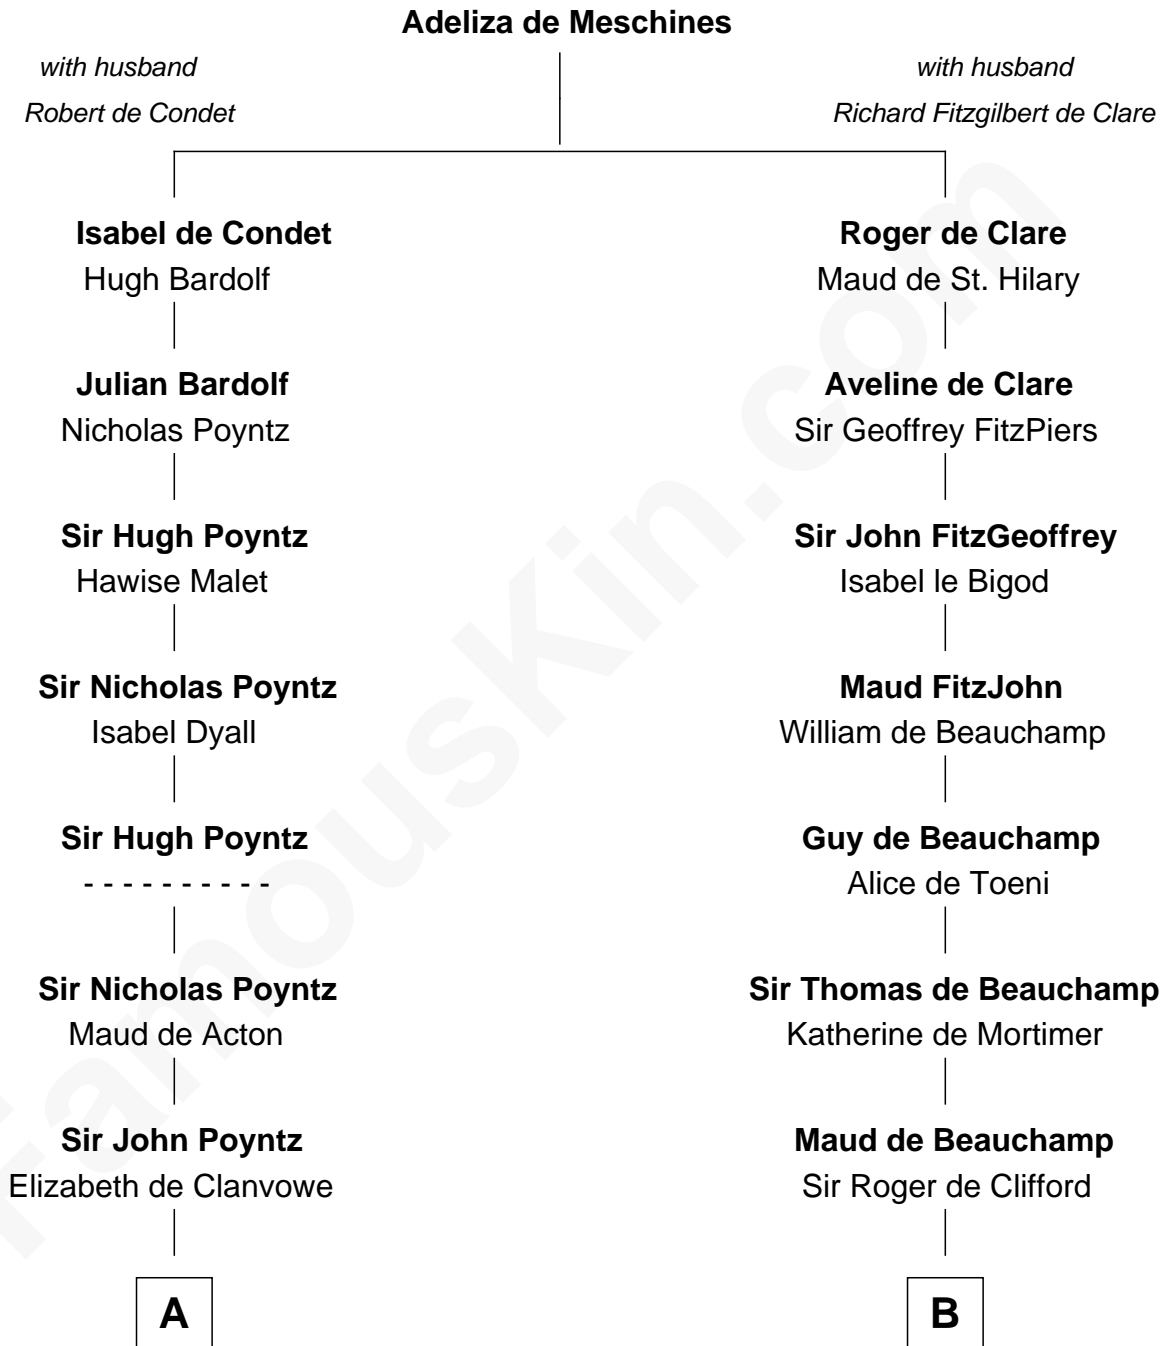 Adeliza de Meschines
with husband
Robert de Condet
with husband
Richard Fitzgilbert de Clare
Isabel de Condet
Hugh Bardolf
Roger de Clare
Maud de St. Hilary
Julian Bardolf
Nicholas Poyntz
Aveline de Clare
Sir Geoffrey FitzPiers
Sir Hugh Poyntz
Hawise Malet
Sir John FitzGeoffrey
Isabel le Bigod
Sir Nicholas Poyntz
Isabel Dyall
Maud FitzJohn
William de Beauchamp
Sir Hugh Poyntz
- - - - - - - - - -
Guy de Beauchamp
Alice de Toeni
Sir Nicholas Poyntz
Maud de Acton
Sir Thomas de Beauchamp
Katherine de Mortimer
Sir John Poyntz
Elizabeth de Clanvowe
Maud de Beauchamp
Sir Roger de Clifford
A
B
FamousKin.com